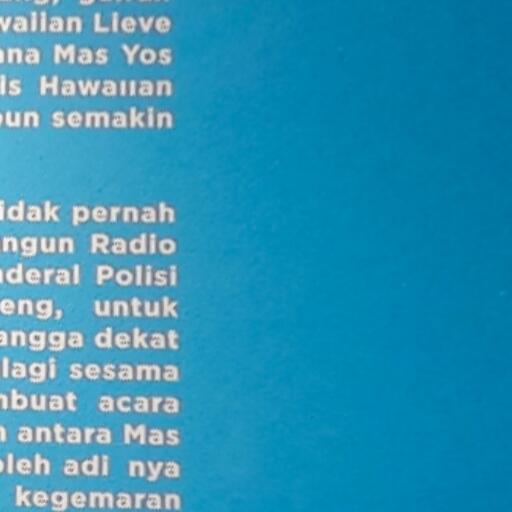 waiian Lieve
ana Mas Yos
is Hawaiian
pun semakin
idak pernah
ngun Radio
nderal Polisi
eng, untuk
angga dekat
lagi sesama
mbuat acara
n antara Mas
oleh adi nya
kegemaran